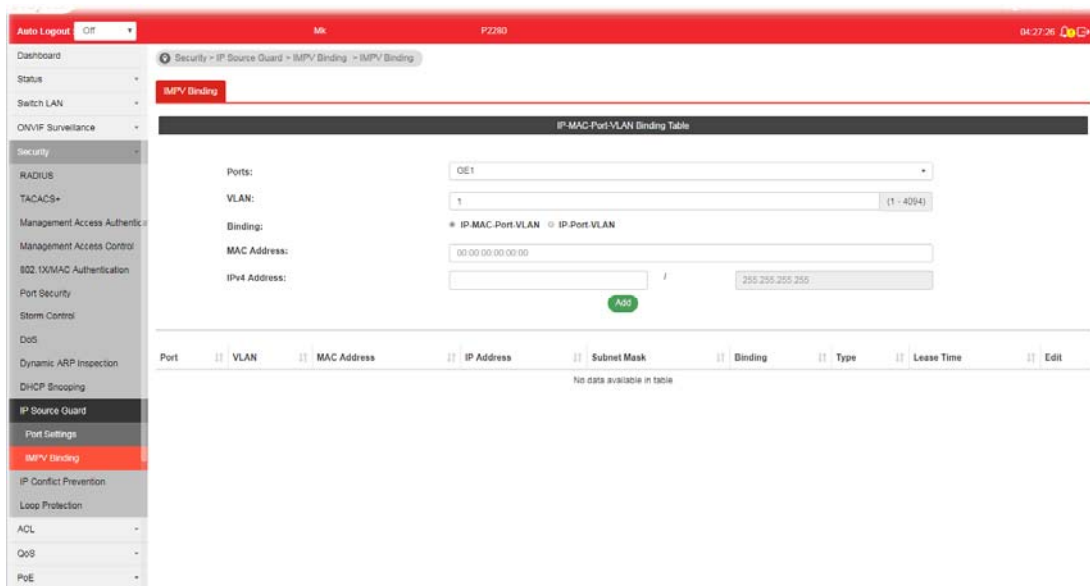 Auto Logout Off Mk P2280 04:27:26
Dashboard
Status
Switch LAN
ONVIF Surveillance
Security
RADIUS
TACACS+
Management Access Authentica
Management Access Control
802.1X/MAC Authentication
Port Security
Storm Control
DoS
Dynamic ARP Inspection
DHCP Snooping
IP Source Guard
Port Settings
IMPV Binding
IP Conflict Prevention
Loop Protection
ACL
QoS
PoE
Security > IP Source Guard > IMPV Binding > IMPV Binding
IMPV Binding
IP-MAC-Port-VLAN Binding Table
Ports: GE1
VLAN: 1 (1 - 4094)
Binding: IP-MAC-Port-VLAN IP-Port-VLAN
MAC Address: 00:00:00:00:00:00
IPv4 Address: / 255.255.255.255
Add
Port VLAN MAC Address IP Address Subnet Mask Binding Type Lease Time Edit
No data available in table